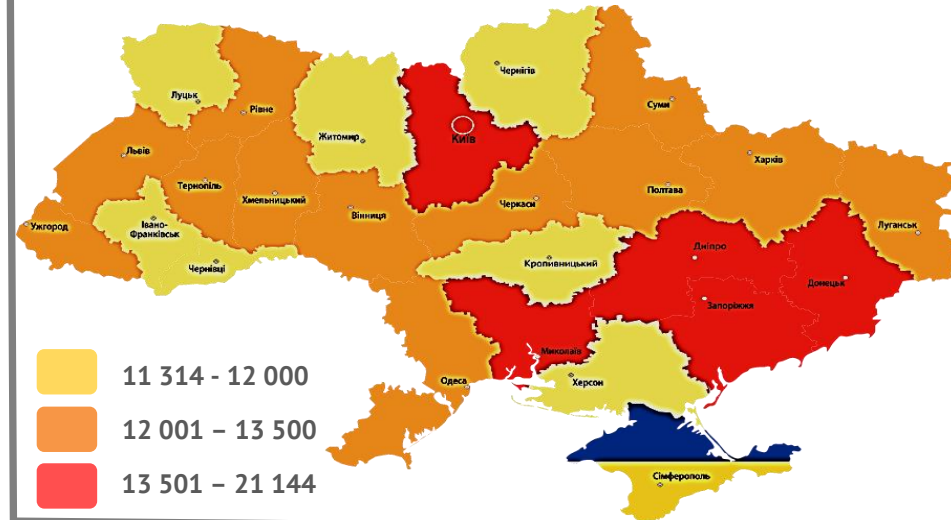 Чернігів
Луцьк
Рівне
Суми
Житомир
Київ
Львів
Харків
Тернопіль
Хмельницький
Полтава
Вінниця
Черкаси
Ужгород
Івано-
Франківськ
Луганськ
Чернівці
Кропивницький
Дніпро
Донецьк
Запоріжжя
Миколаїв
Одеса
Херсон
Сімферополь
11 314 - 12 000
12 001 – 13 500
13 501 – 21 144